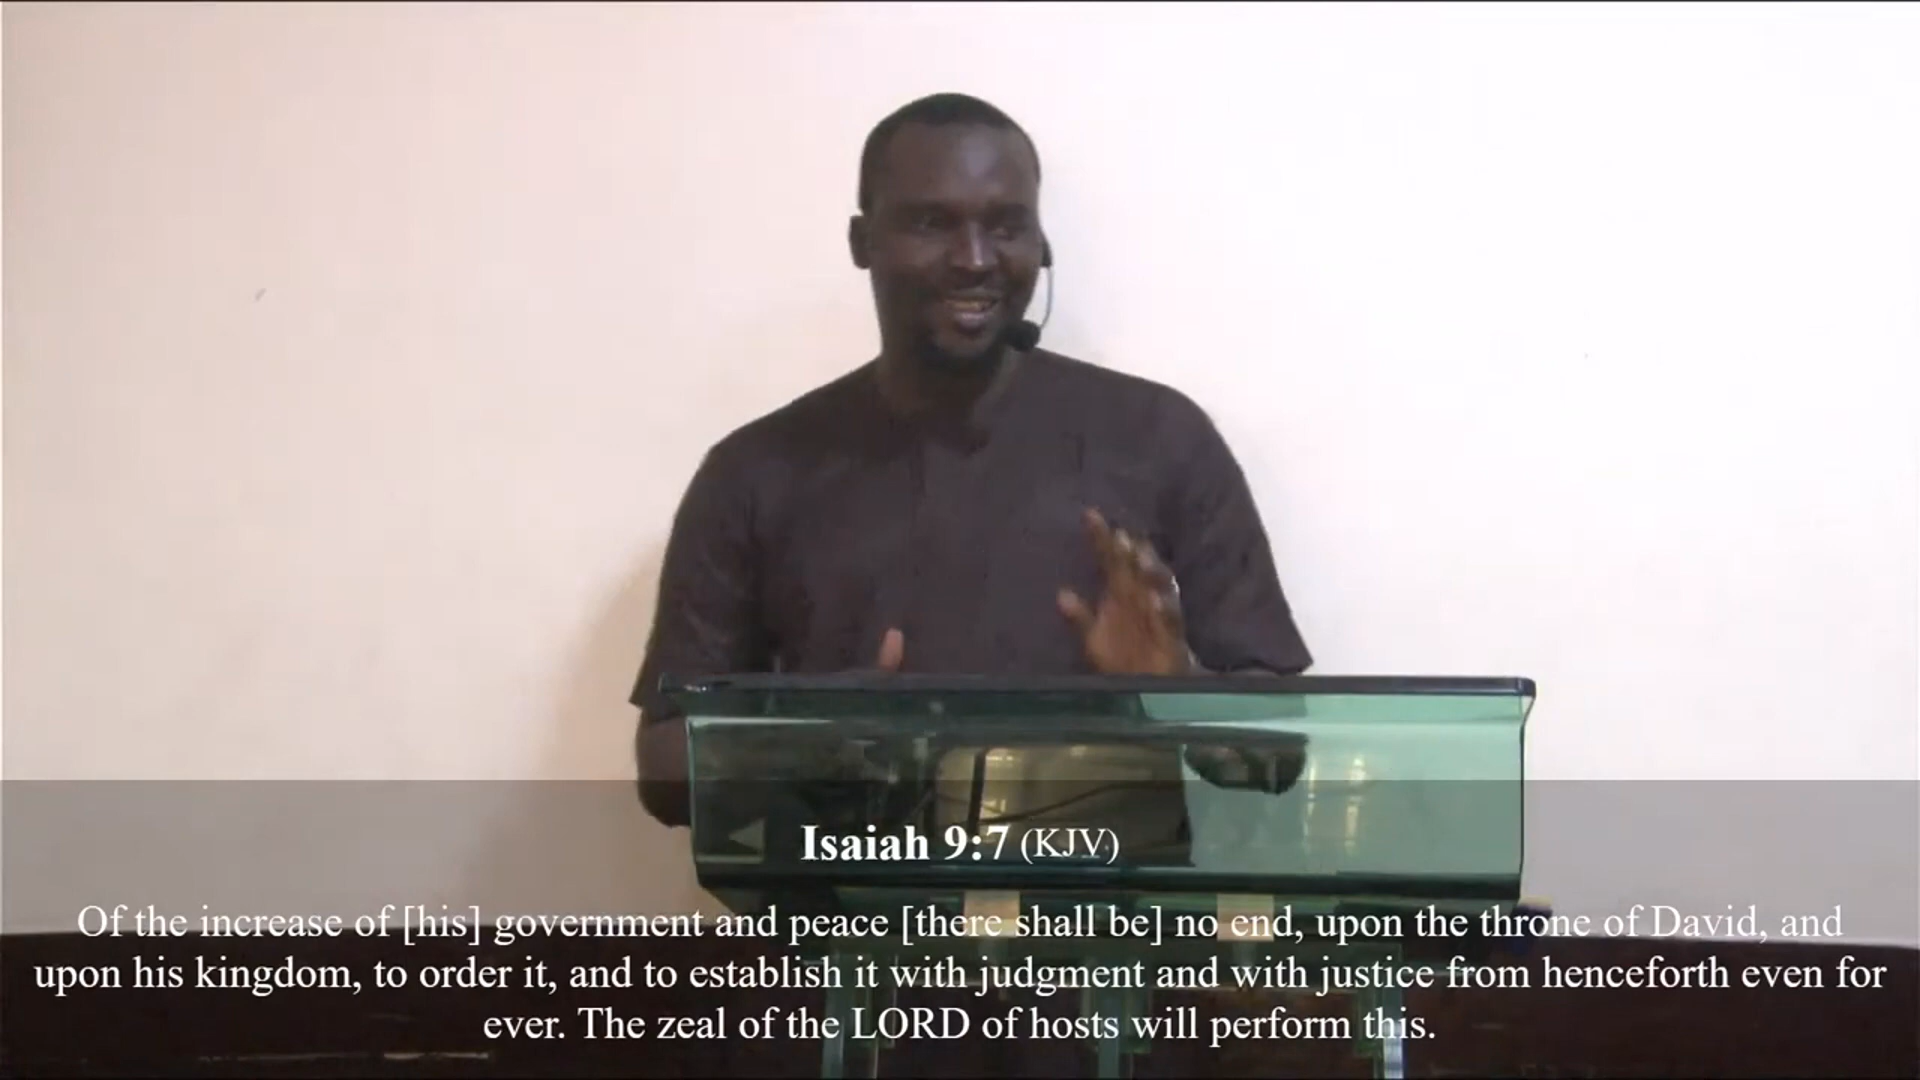 Isaiah 9:7 (KJV)
Of the increase of [his] government and peace [there shall be] no end, upon the throne of David, and
upon his kingdom, to order it, and to establish it with judgment and with justice from henceforth even for
ever. The zeal of the LORD of hosts will perform this.